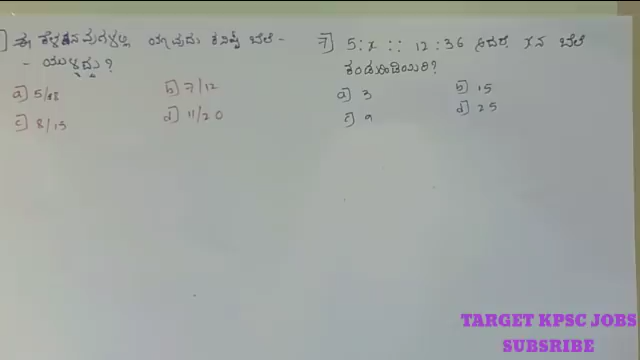 ಈ ಕೆಳಗಿನವುಗಳಲ್ಲಿ ಯಾವುದು ಕನಿಷ್ಠ ಬೆಲೆ -
- ಯುಳ್ಳದ್ದು?
a] 5/18
b] 7/12
c] 8/15
d] 11/20
7] 5 : x : : 12 : 36 ಆದರೆ x ನ ಬೆಲೆ
ಕಂಡುಹಿಡಿಯಿರಿ?
a] 3
b] 15
c] 9
d] 25
TARGET KPSC JOBS
SUBSRIBE